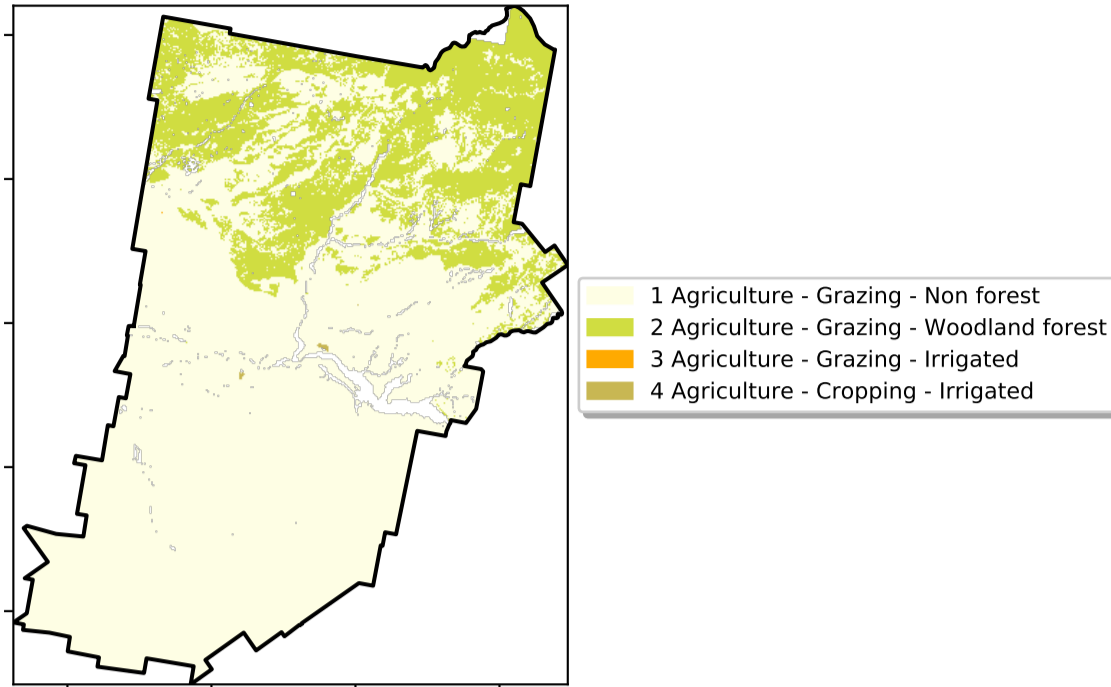 1 Agriculture - Grazing - Non forest
2 Agriculture - Grazing - Woodland forest
3 Agriculture - Grazing - Irrigated
4 Agriculture - Cropping - Irrigated